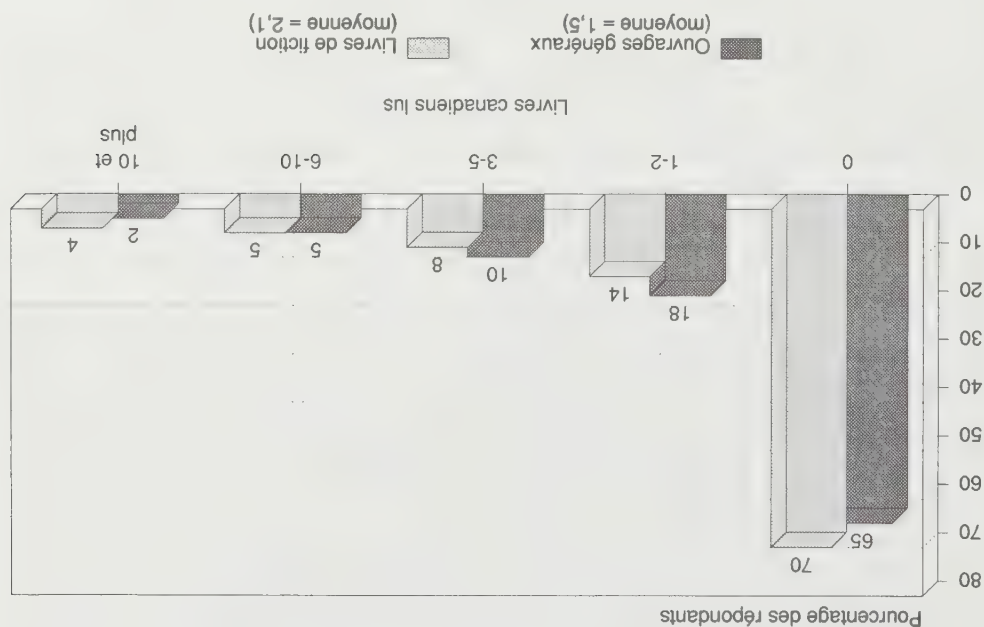 Pourcentage des répondants
80
70
60
50
40
30
20
10
0
65
70
18
14
10
8
5
5
2
4
0
1-2
3-5
6-10
10 et
plus
Livres canadiens lus
Ouvrages généraux
(moyenne = 1,5)
Livres de fiction
(moyenne = 2,1)